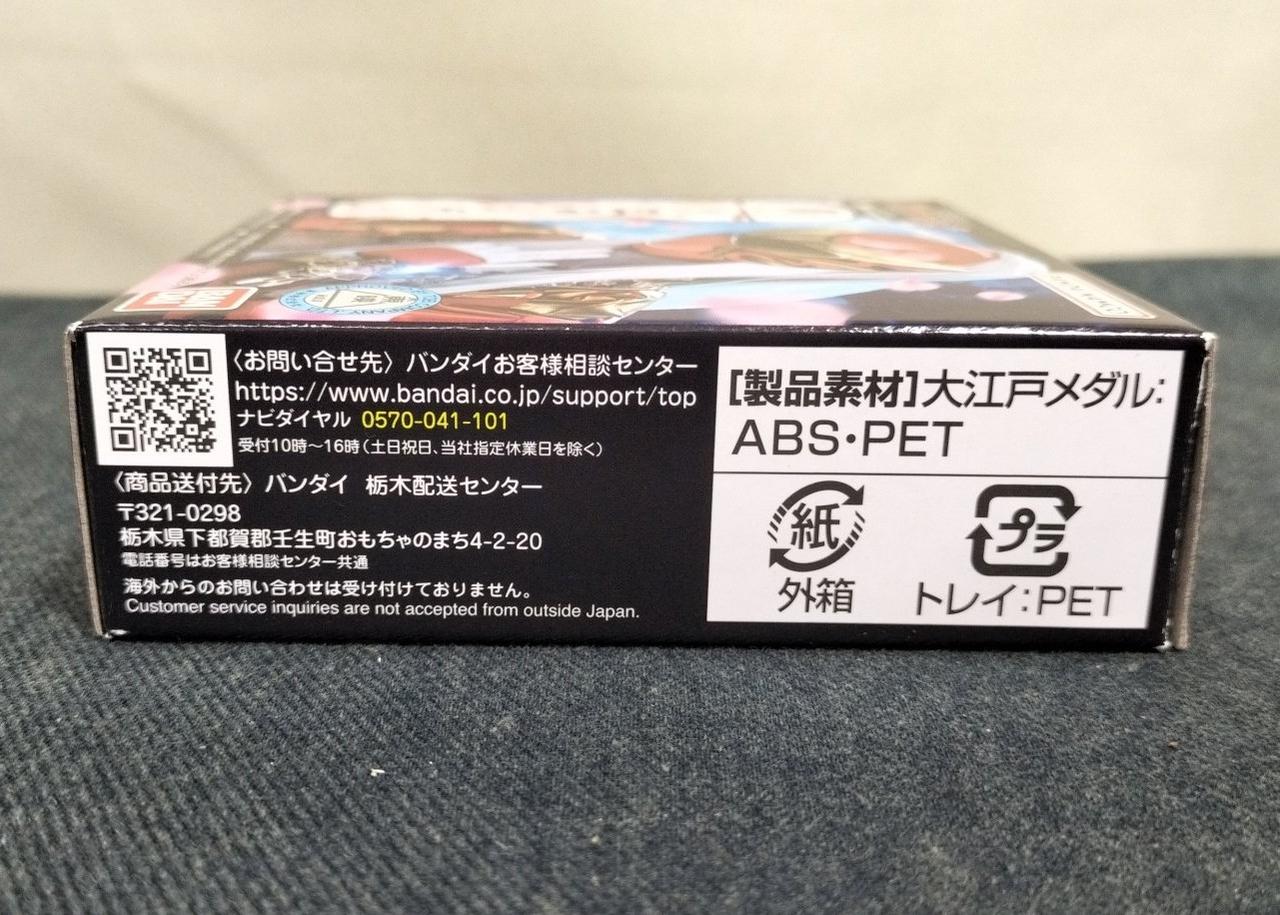 BANDAI
〈お問い合せ先〉バンダイお客様相談センター
https://www.bandai.co.jp/support/top
ナビダイヤル 0570-041-101
受付10時～16時(土日祝日、当社指定休業日を除く)
〈商品送付先〉バンダイ 栃木配送センター
〒321-0298
栃木県下都賀郡壬生町おもちゃのまち4-2-20
電話番号はお客様相談センター共通
海外からのお問い合わせは受け付けておりません。
Customer service inquiries are not accepted from outside Japan.
[製品素材]大江戸メダル:
ABS・PET
紙
外箱
プラ
トレイ:PET